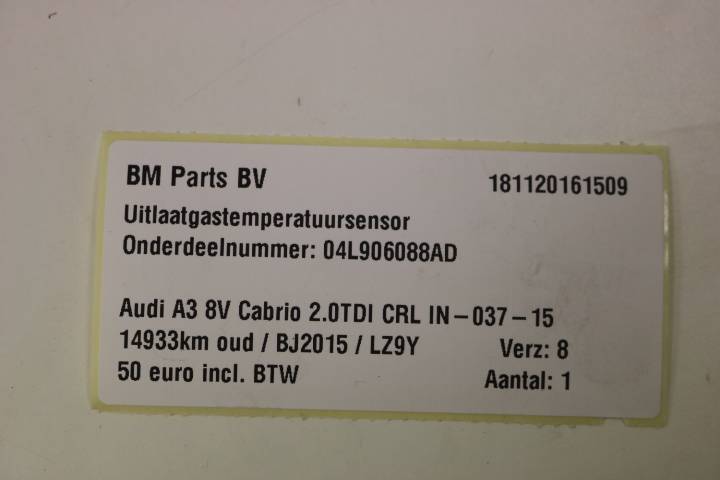 BM Parts BV 181120161509
Uitlaatgastemperatuursensor
Onderdeelnummer: 04L906088AD
Audi A3 8V Cabrio 2.0TDI CRL IN-037-15
14933km oud / BJ2015 / LZ9Y Verz: 8
50 euro incl. BTW Aantal: 1